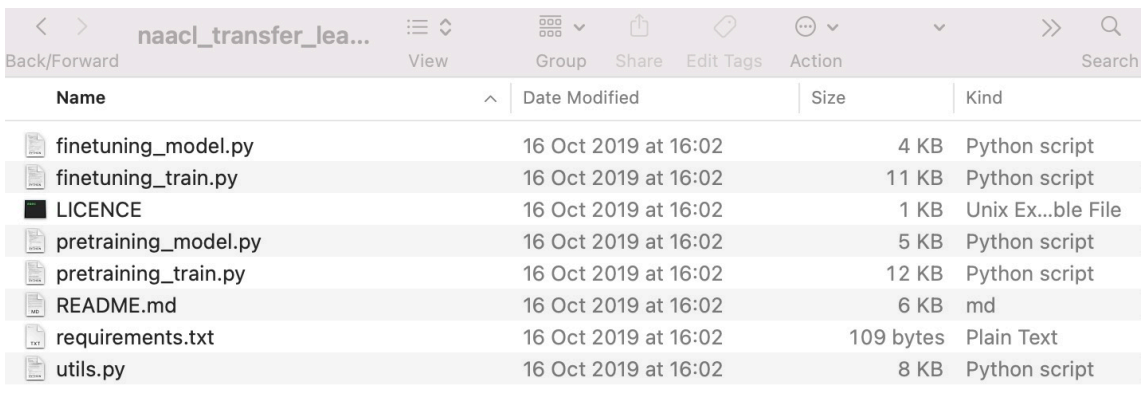 naacl_transfer_lea...
Back/Forward View Group Share Edit Tags Action Search
Name Date Modified Size Kind
finetuning_model.py 16 Oct 2019 at 16:02 4 KB Python script
finetuning_train.py 16 Oct 2019 at 16:02 11 KB Python script
LICENCE 16 Oct 2019 at 16:02 1 KB Unix Ex...ble File
pretraining_model.py 16 Oct 2019 at 16:02 5 KB Python script
pretraining_train.py 16 Oct 2019 at 16:02 12 KB Python script
README.md 16 Oct 2019 at 16:02 6 KB md
requirements.txt 16 Oct 2019 at 16:02 109 bytes Plain Text
utils.py 16 Oct 2019 at 16:02 8 KB Python script